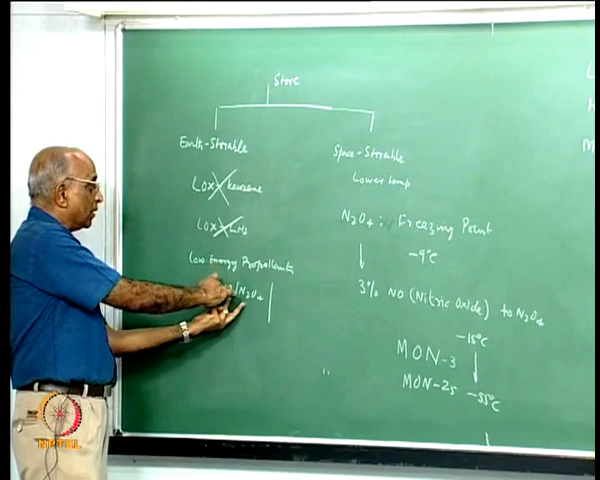 Store
Earth-Storable
LOX kerosene
LOX-LH2
Low Energy Propellents
/N2O4
Space-Storable
Lower temp
N2O4: Freezing Point
-9°C
3% NO (Nitric Oxide) to N2O4
-15°C
MON-3
MON-25 -55°C
NPTEL